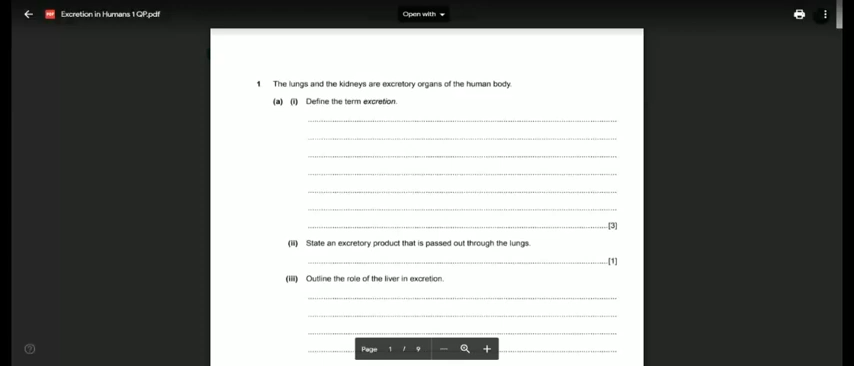 Excretion in Humans 1 QP.pdf
Open with
1 The lungs and the kidneys are excretory organs of the human body.
(a) (i) Define the term excretion.
[3]
(ii) State an excretory product that is passed out through the lungs.
[1]
(iii) Outline the role of the liver in excretion.
Page 1 / 9